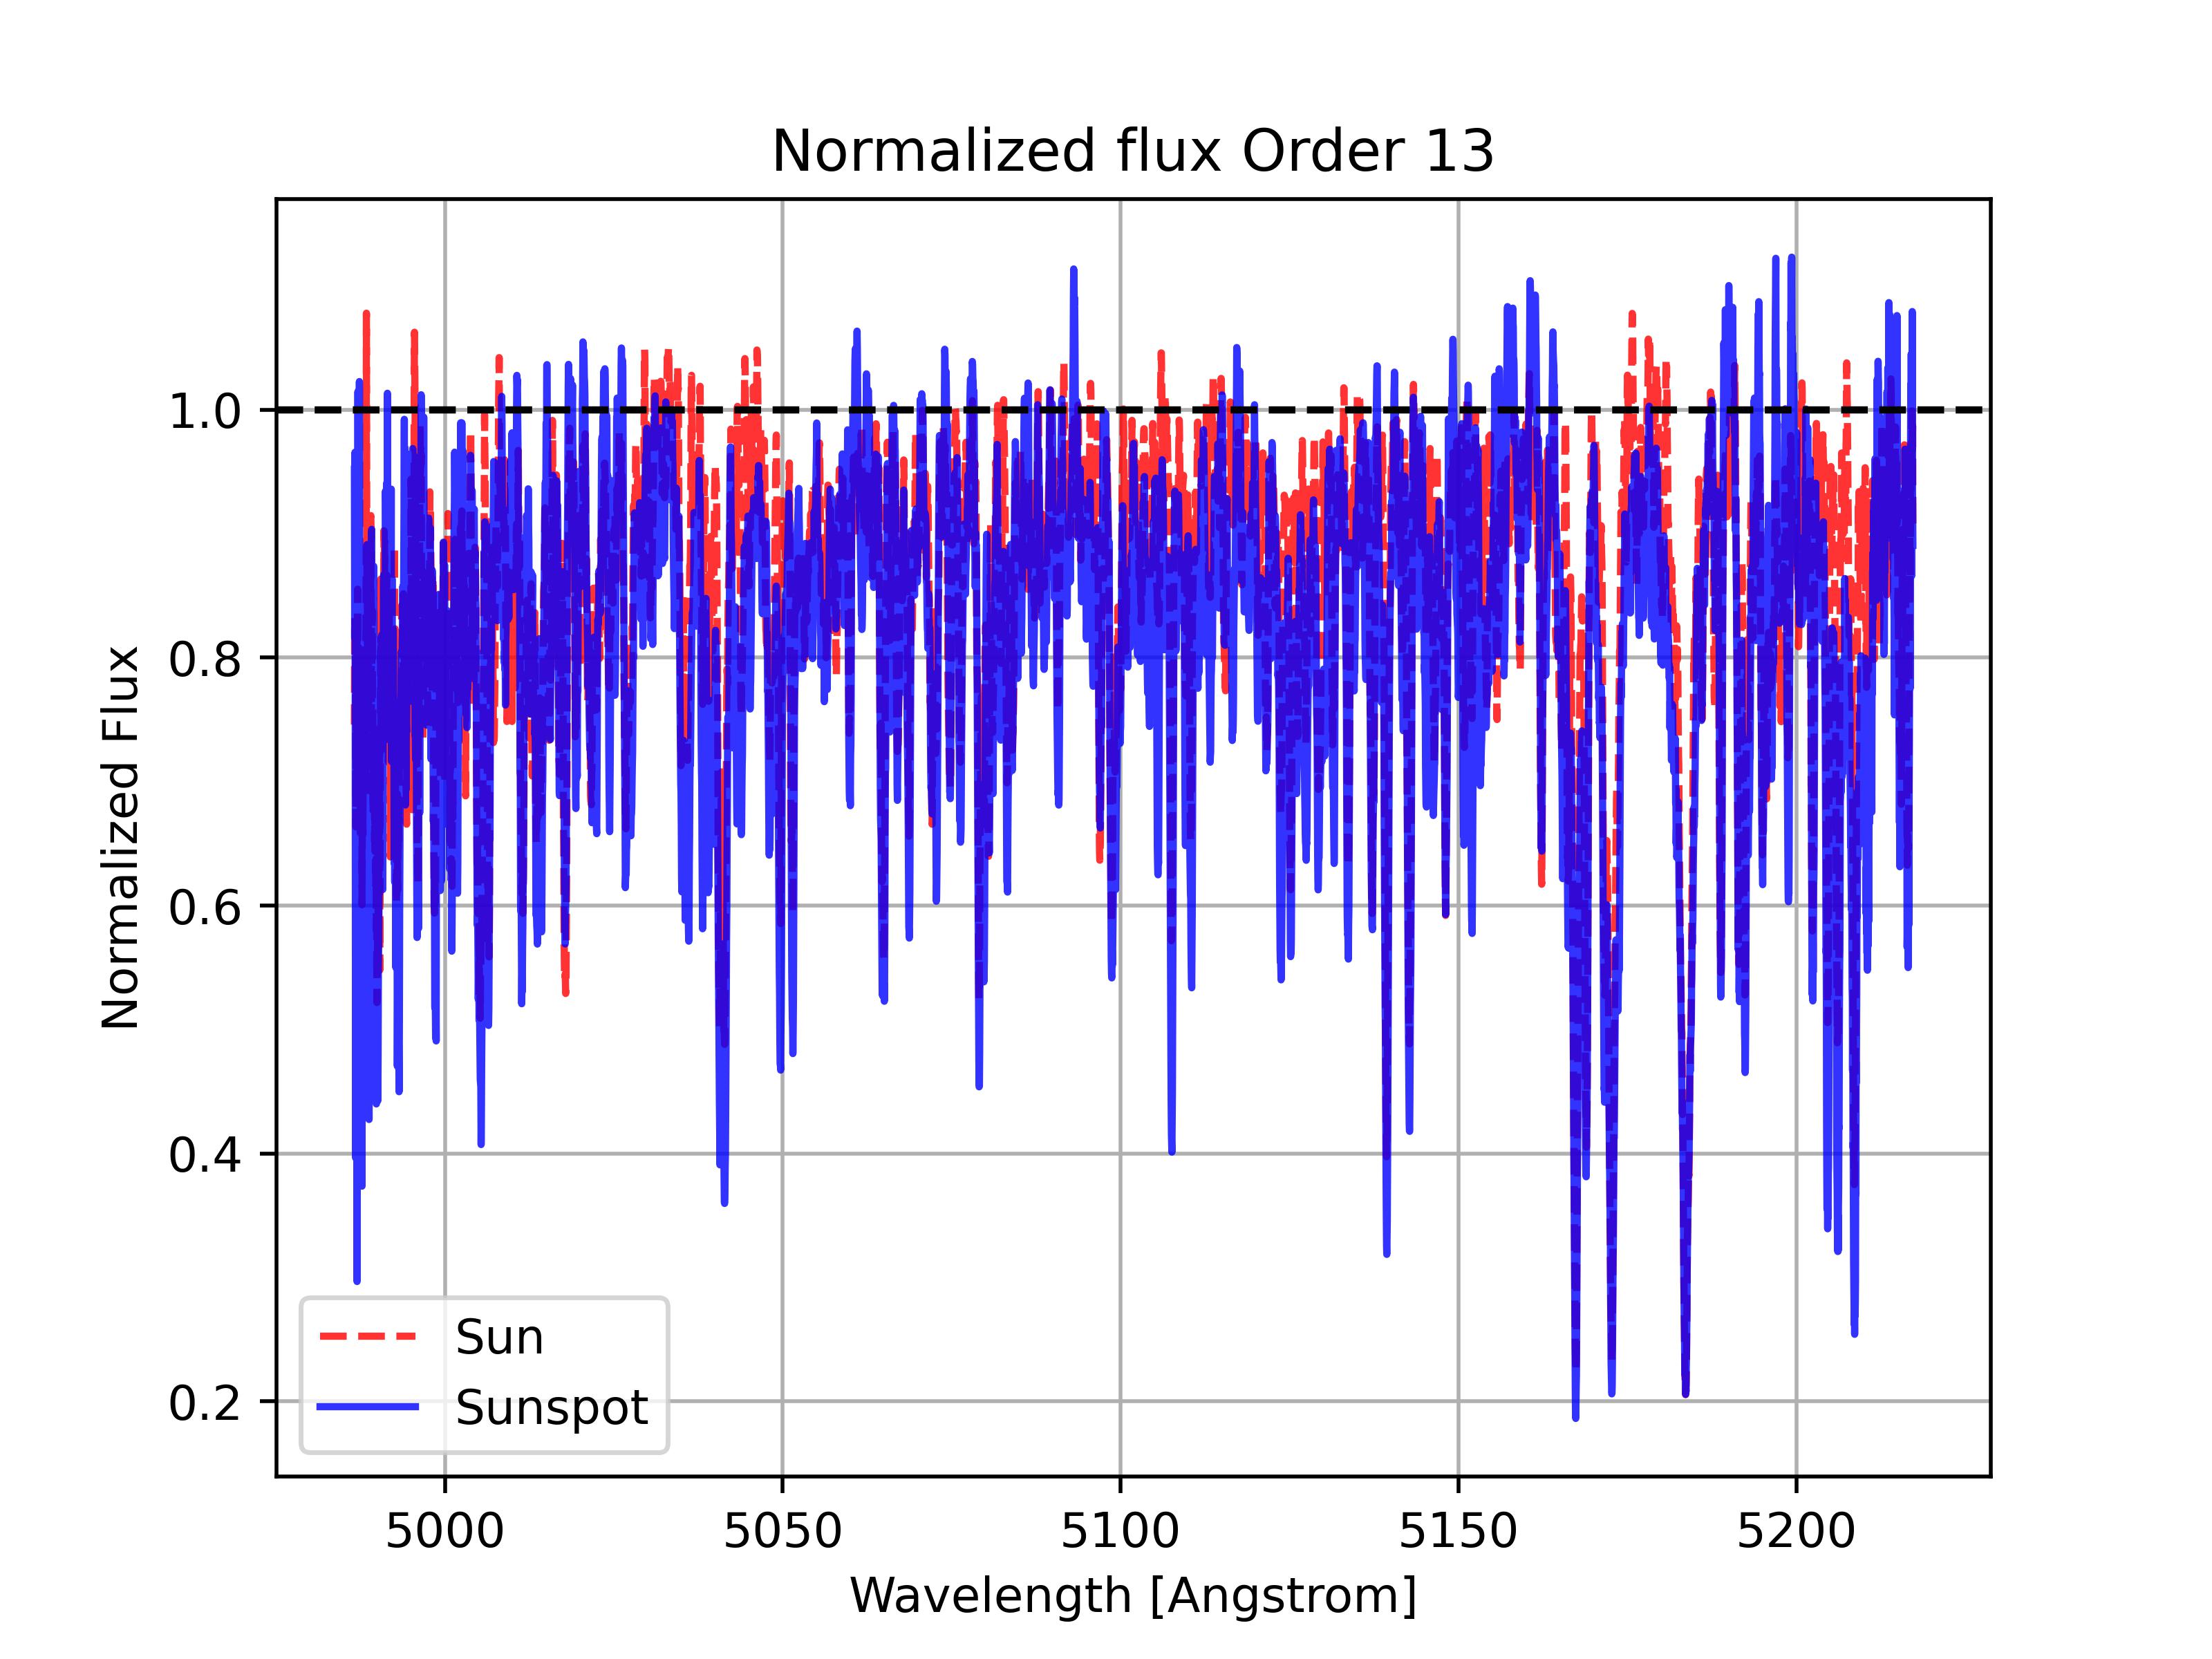 Normalized flux Order 13
Normalized Flux
1.0
0.8
0.6
0.4
0.2
Sun
Sunspot
5000 5050 5100 5150 5200
Wavelength [Angstrom]